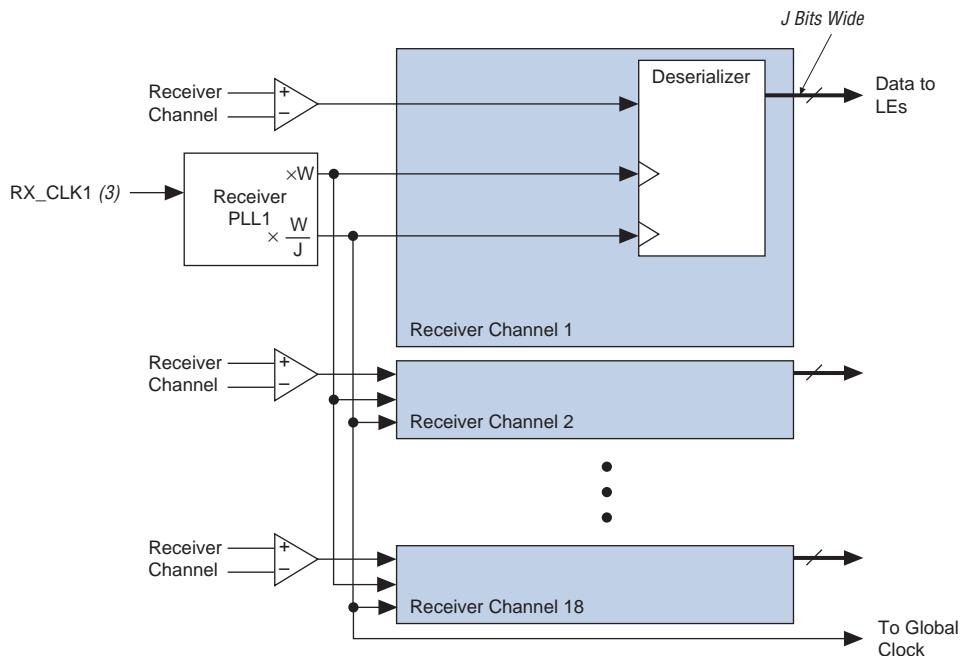 J Bits Wide
Receiver
Channel
+
–
Deserializer
Data to
LEs
RX_CLK1 (3)
Receiver
PLL1
×W
× W
J
Receiver Channel 1
Receiver
Channel
+
–
Receiver Channel 2
Receiver
Channel
+
–
Receiver Channel 18
To Global
Clock